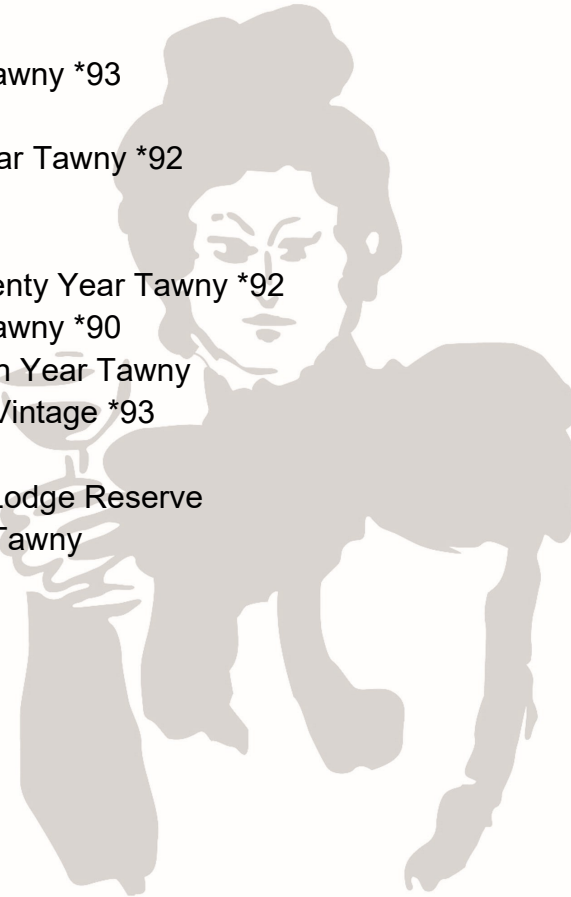 awny *93
ar Tawny *92
enty Year Tawny *92
awny *90
n Year Tawny
Vintage *93
Lodge Reserve
Tawny